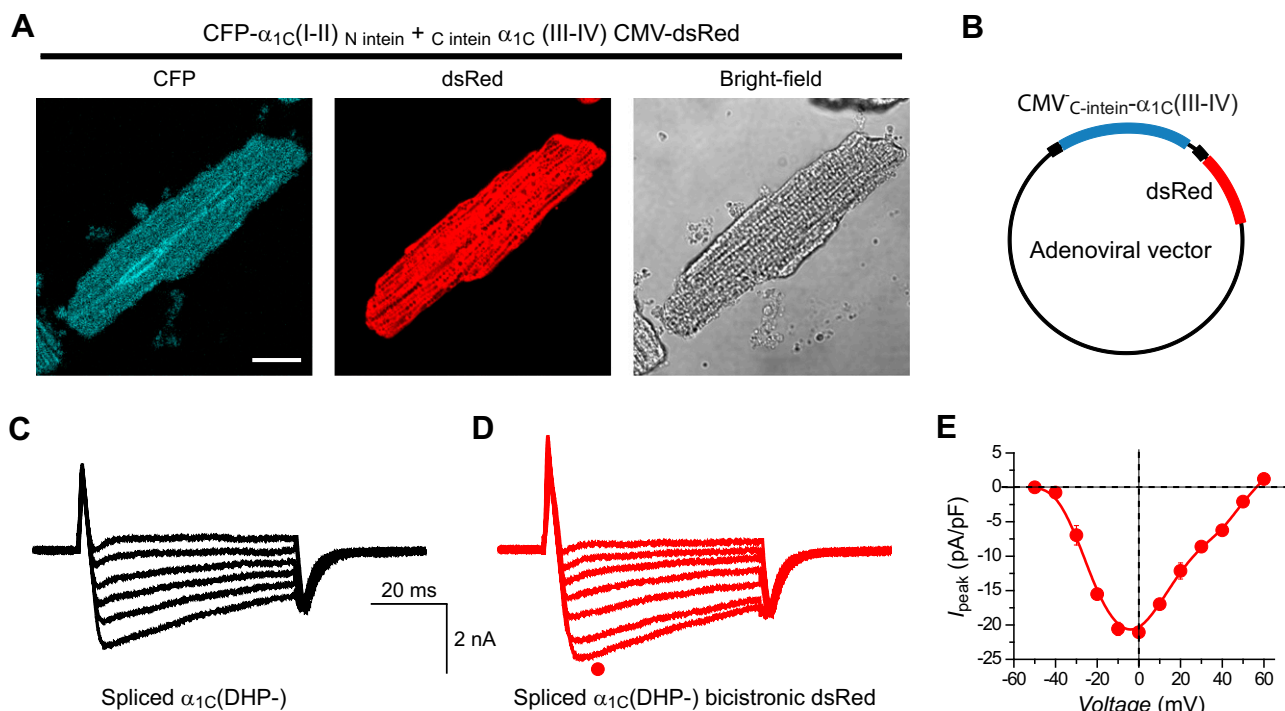 A
CFP-α1C(I-II) N intein + C intein α1C (III-IV) CMV-dsRed
CFP
dsRed
Bright-field
B
CMV-C-intein-α1C(III-IV)
dsRed
Adenoviral vector
C
20 ms
2 nA
Spliced α1C(DHP-)
D
Spliced α1C(DHP-) bicistronic dsRed
E
Ipeak (pA/pF)
5
0
-5
-10
-15
-20
-25
-60 -40 -20 0 20 40 60
Voltage (mV)